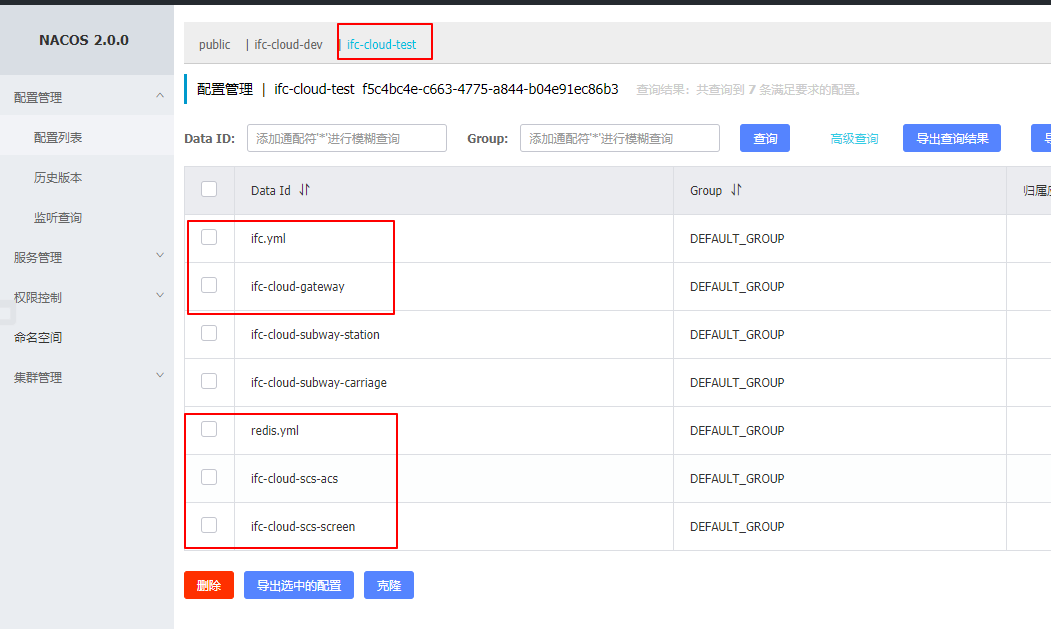 NACOS 2.0.0
配置管理
配置列表
历史版本
监听查询
服务管理
权限控制
命名空间
集群管理
public | ifc-cloud-dev | ifc-cloud-test
配置管理 | ifc-cloud-test f5c4bc4e-c663-4775-a844-b04e91ec86b3 查询结果：共查询到 7 条满足要求的配置。
Data ID: 添加通配符'*'进行模糊查询 Group: 添加通配符'*'进行模糊查询 查询 高级查询 导出查询结果
Data Id Group 归属
ifc.yml DEFAULT_GROUP
ifc-cloud-gateway DEFAULT_GROUP
ifc-cloud-subway-station DEFAULT_GROUP
ifc-cloud-subway-carriage DEFAULT_GROUP
redis.yml DEFAULT_GROUP
ifc-cloud-scs-acs DEFAULT_GROUP
ifc-cloud-scs-screen DEFAULT_GROUP
删除 导出选中的配置 克隆